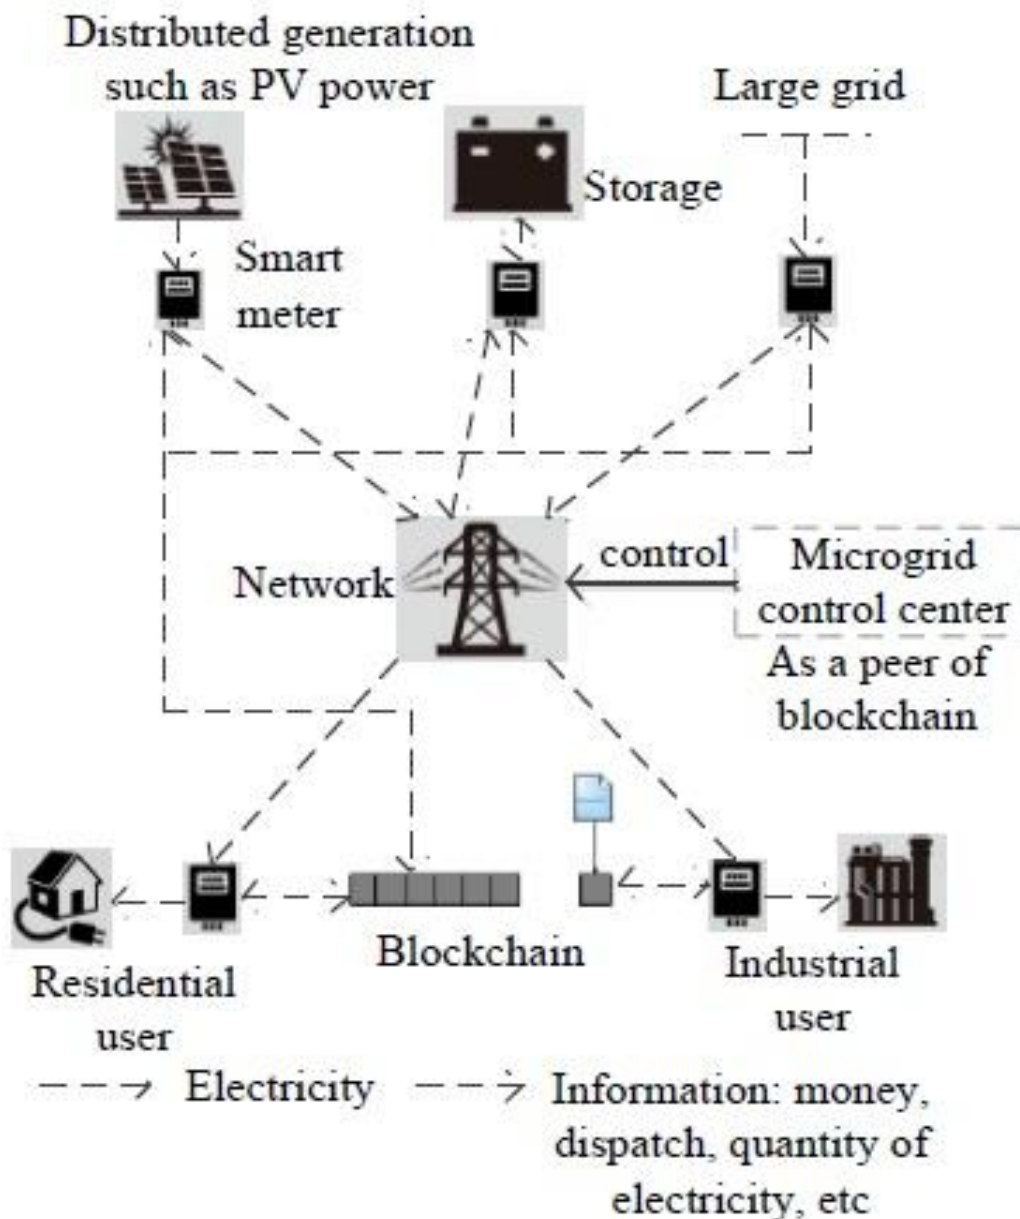 Distributed generation
such as PV power
Large grid
Storage
Smart
meter
Network
control
Microgrid
control center
As a peer of
blockchain
Blockchain
Residential
user
Industrial
user
Electricity
Information: money,
dispatch, quantity of
electricity, etc